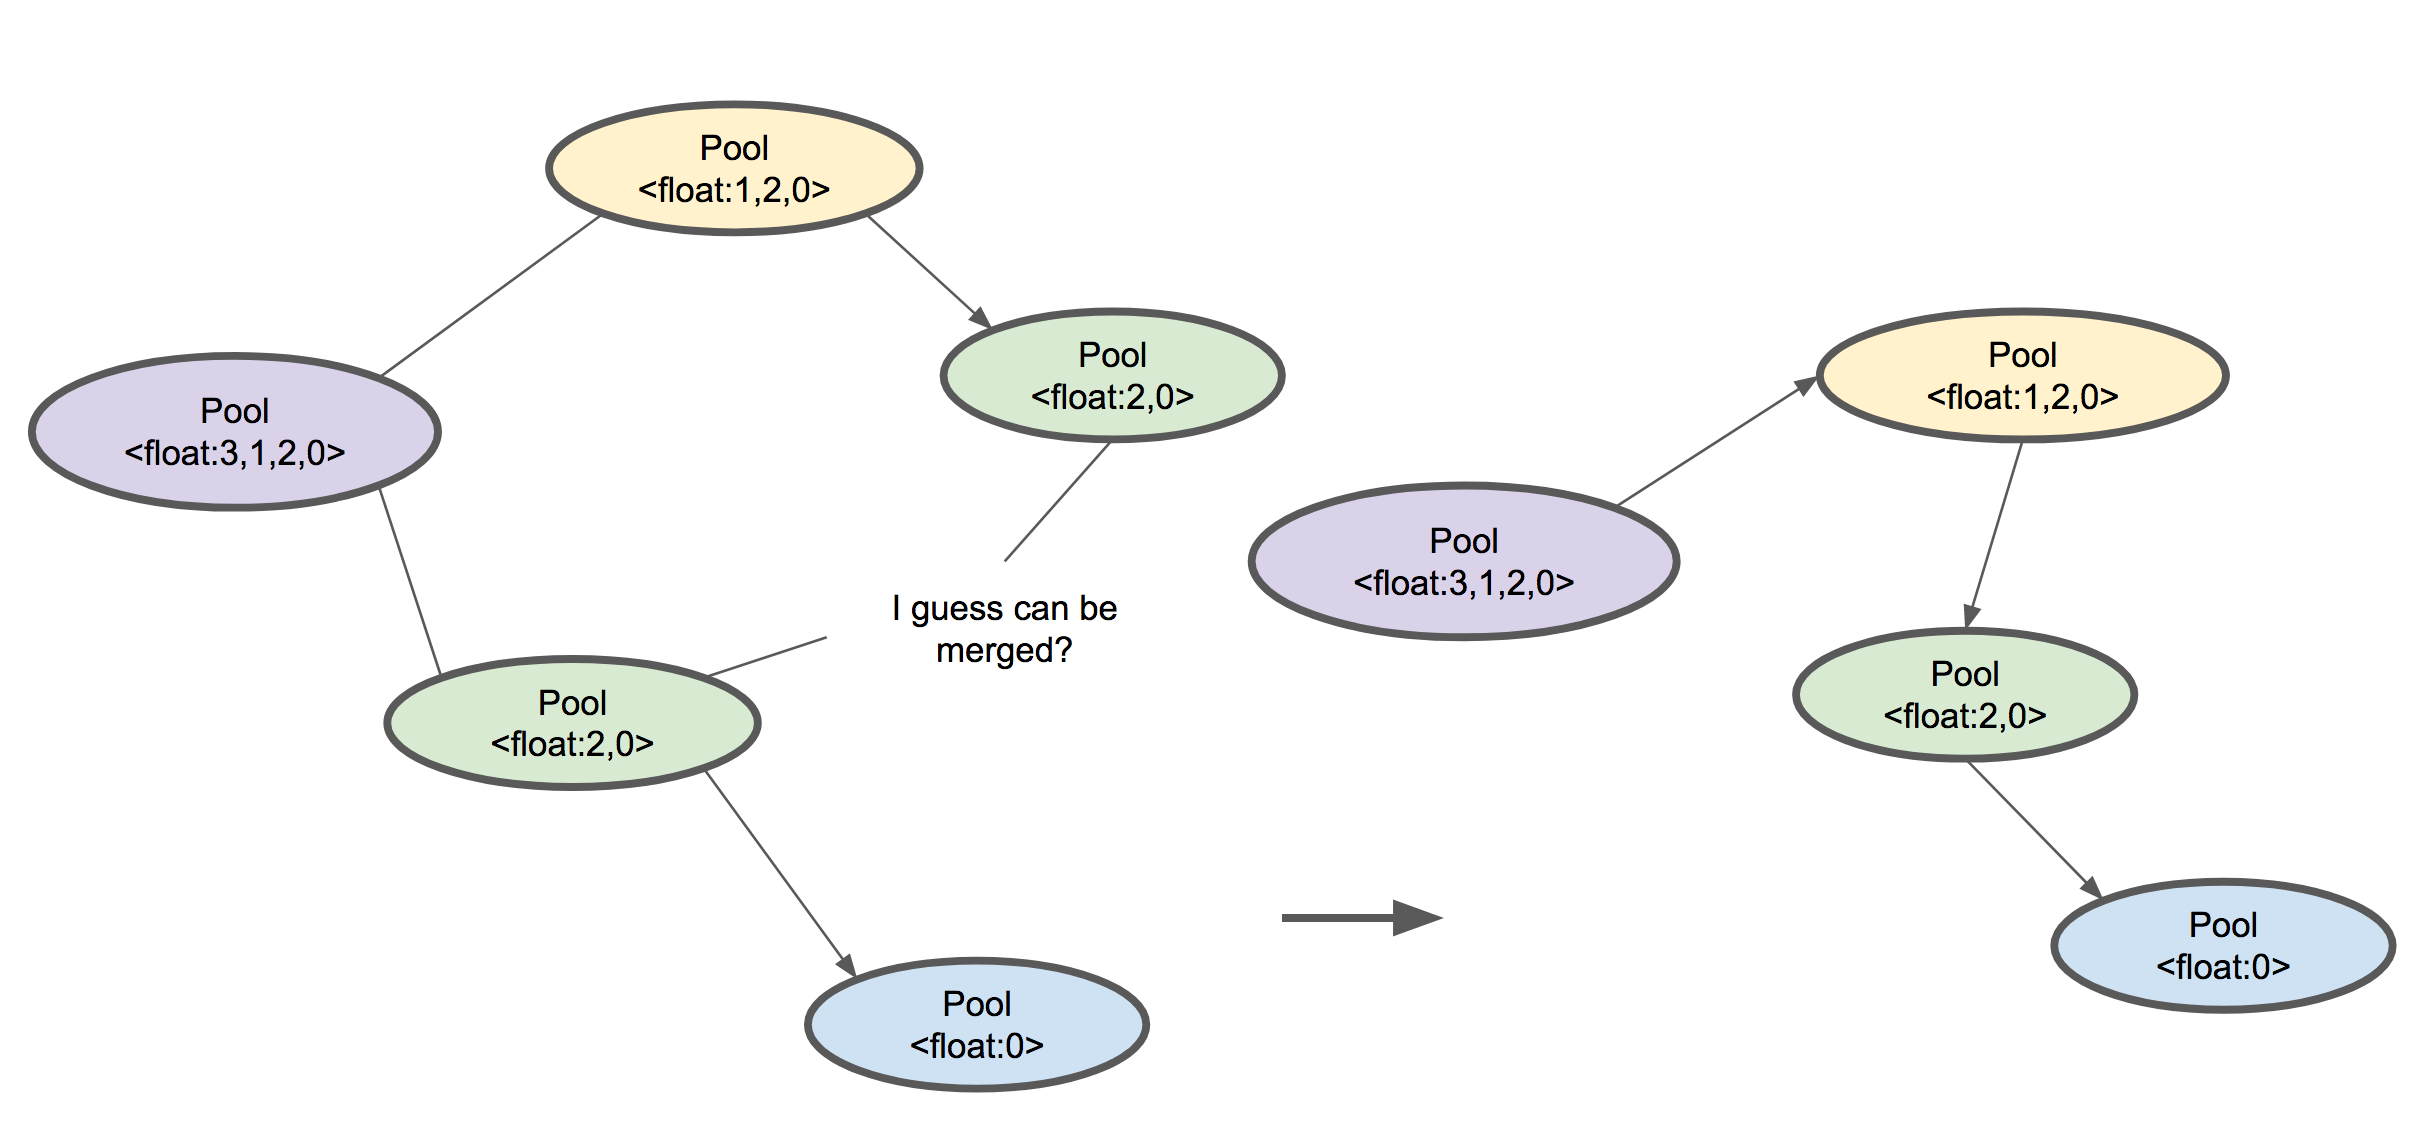 Pool
<float:1,2,0>
Pool
<float:2,0>
Pool
<float:3,1,2,0>
I guess can be
merged?
Pool
<float:2,0>
Pool
<float:0>
Pool
<float:1,2,0>
Pool
<float:3,1,2,0>
Pool
<float:2,0>
Pool
<float:0>